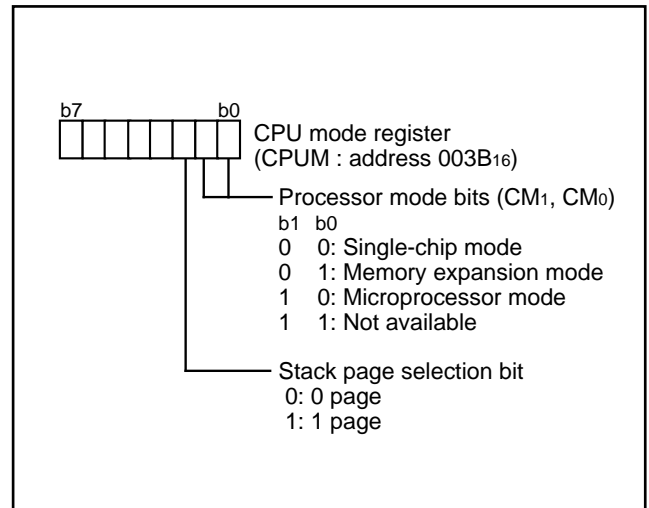 b7 b0
CPU mode register
(CPUM : address 003B16)
Processor mode bits (CM1, CM0)
b1 b0
0 0: Single-chip mode
0 1: Memory expansion mode
1 0: Microprocessor mode
1 1: Not available
Stack page selection bit
0: 0 page
1: 1 page